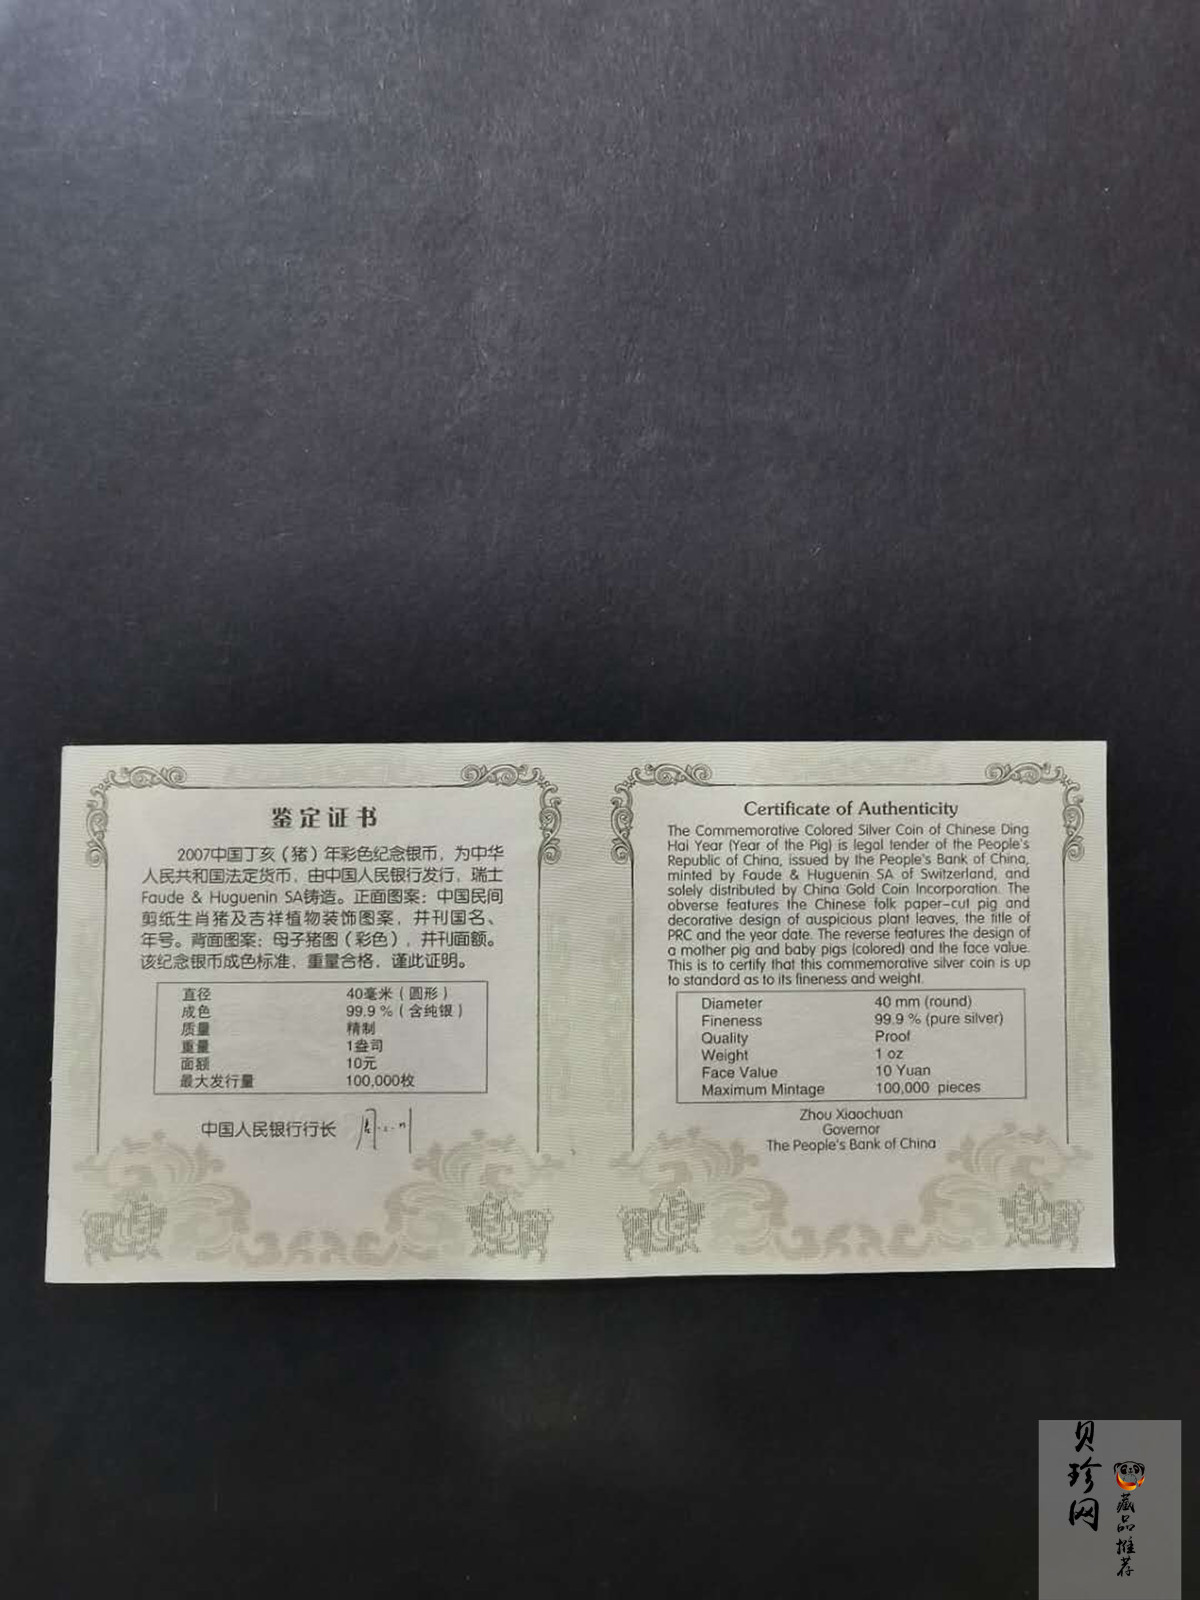 鉴定证书
2007中国丁亥（猪）年彩色纪念银币，为中华
人民共和国法定货币，由中国人民银行发行，瑞士
Faude & Huguenin SA铸造。正面图案：中国民间
剪纸生肖猪及吉祥植物装饰图案，并刊国名、
年号。背面图案：母子猪图（彩色），并刊面额。
该纪念银币成色标准，重量合格，谨此证明。
直径 40毫米（圆形）
成色 99.9 %（含纯银）
质量 精制
重量 1盎司
面额 10元
最大发行量 100,000枚
中国人民银行行长
Certificate of Authenticity
The Commemorative Colored Silver Coin of Chinese Ding
Hai Year (Year of the Pig) is legal tender of the People's
Republic of China, issued by the People's Bank of China,
minted by Faude & Huguenin SA of Switzerland, and
solely distributed by China Gold Coin Incorporation. The
obverse features the Chinese folk paper-cut pig and
decorative design of auspicious plant leaves, the title of
PRC and the year date. The reverse features the design of
a mother pig and baby pigs (colored) and the face value.
This is to certify that this commemorative silver coin is up
to standard as to its fineness and weight.
Diameter 40 mm (round)
Fineness 99.9 % (pure silver)
Quality Proof
Weight 1 oz
Face Value 10 Yuan
Maximum Mintage 100,000 pieces
Zhou Xiaochuan
Governor
The People's Bank of China
贝珍网
藏品推荐